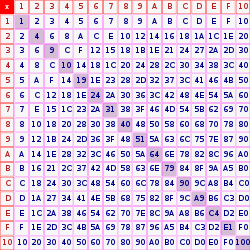 x 1 2 3 4 5 6 7 8 9 A B C D E F 10
1 1 2 3 4 5 6 7 8 9 A B C D E F 10
2 2 4 6 8 A C E 10 12 14 16 18 1A 1C 1E 20
3 3 6 9 C F 12 15 18 1B 1E 21 24 27 2A 2D 30
4 4 8 C 10 14 18 1C 20 24 28 2C 30 34 38 3C 40
5 5 A F 14 19 1E 23 28 2D 32 37 3C 41 46 4B 50
6 6 C 12 18 1E 24 2A 30 36 3C 42 48 4E 54 5A 60
7 7 E 15 1C 23 2A 31 38 3F 46 4D 54 5B 62 69 70
8 8 10 18 20 28 30 38 40 48 50 58 60 68 70 78 80
9 9 12 1B 24 2D 36 3F 48 51 5A 63 6C 75 7E 87 90
A A 14 1E 28 32 3C 46 50 5A 64 6E 78 82 8C 96 A0
B B 16 21 2C 37 42 4D 58 63 6E 79 84 8F 9A A5 B0
C C 18 24 30 3C 48 54 60 6C 78 84 90 9C A8 B4 C0
D D 1A 27 34 41 4E 5B 68 75 82 8F 9C A9 B6 C3 D0
E E 1C 2A 38 46 54 62 70 7E 8C 9A A8 B6 C4 D2 E0
F F 1E 2D 3C 4B 5A 69 78 87 96 A5 B4 C3 D2 E1 F0
10 10 20 30 40 50 60 70 80 90 A0 B0 C0 D0 E0 F0 100